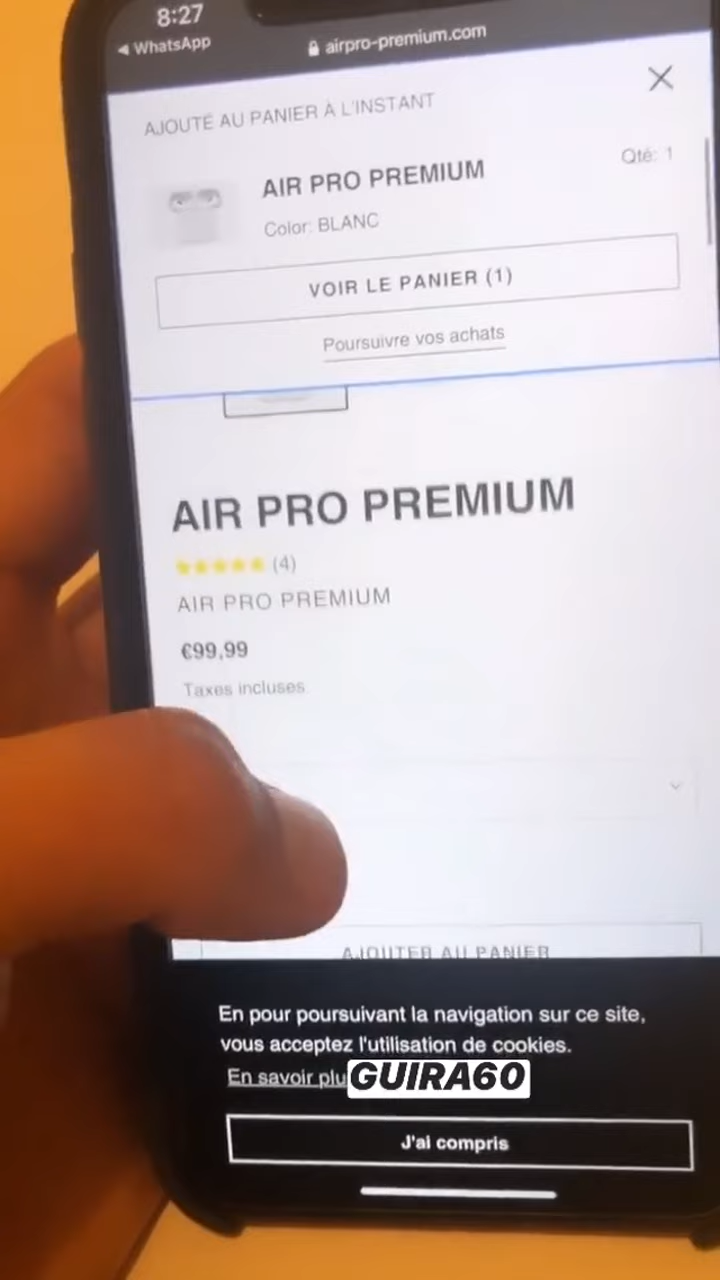 8:27
WhatsApp
airpro-premium.com
AJOUTÉ AU PANIER À L'INSTANT
AIR PRO PREMIUM
Qté: 1
Color: BLANC
VOIR LE PANIER (1)
Poursuivre vos achats
AIR PRO PREMIUM
(4)
AIR PRO PREMIUM
€99,99
Taxes incluses.
AJOUTER AU PANIER
En pour poursuivant la navigation sur ce site,
vous acceptez l'utilisation de cookies.
En savoir plu
GUIRA60
J'ai compris